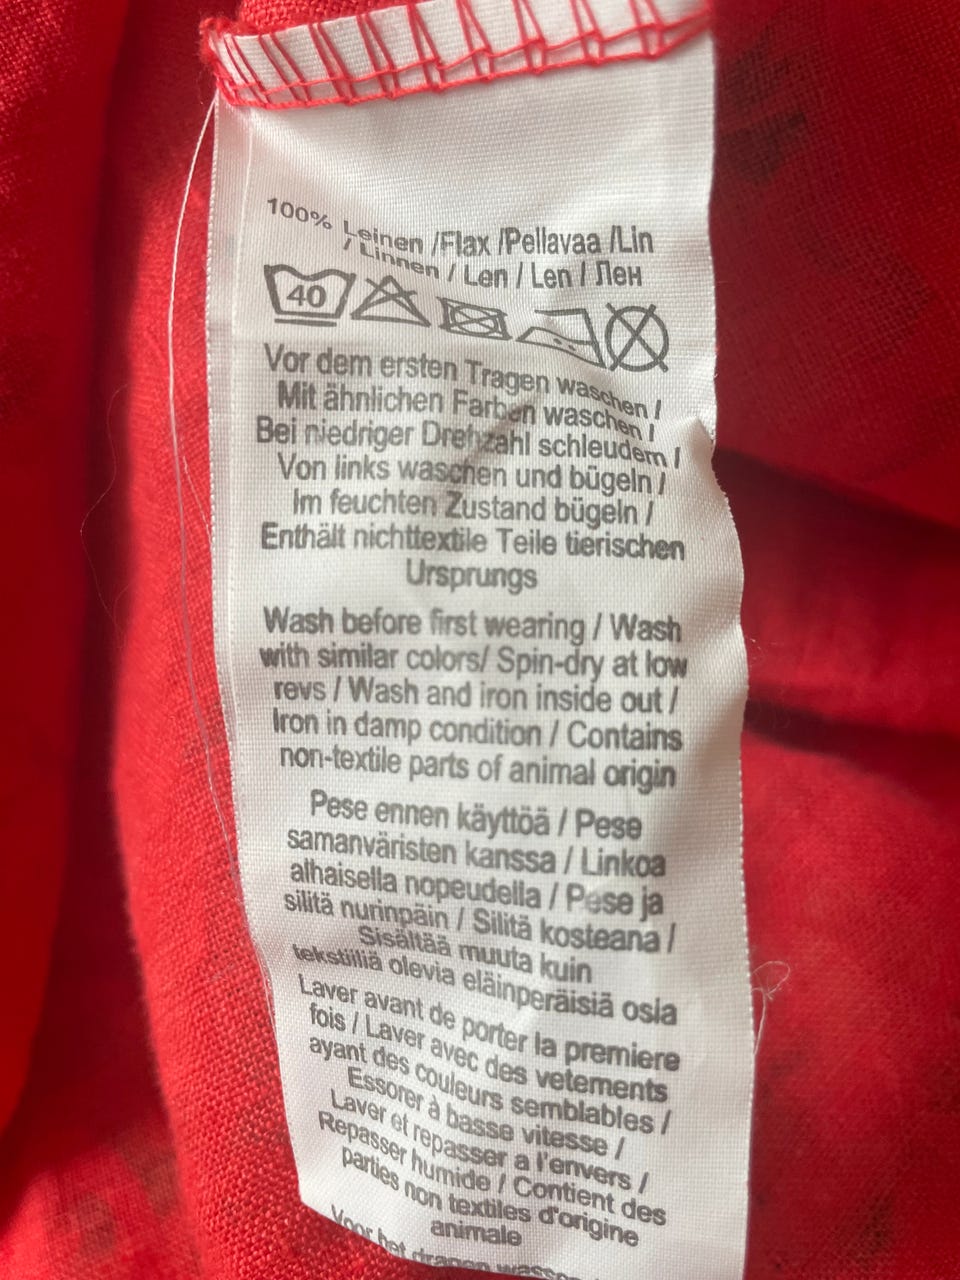 100% Leinen /Flax /Pellavaa /Lin
/ Linnen / Len / Len / Лен
40
Vor dem ersten Tragen waschen /
Mit ähnlichen Farben waschen /
Bei niedriger Drehzahl schleudern /
Von links waschen und bügeln /
Im feuchten Zustand bügeln /
Enthält nichttextile Teile tierischen
Ursprungs
Wash before first wearing / Wash
with similar colors/ Spin-dry at low
revs / Wash and iron inside out /
Iron in damp condition / Contains
non-textile parts of animal origin
Pese ennen käyttöä / Pese
samanväristen kanssa / Linkoa
alhaisella nopeudella / Pese ja
silitä nurinpäin / Silitä kosteana /
Sisältää muuta kuin
tekstiiliä olevia eläinperäisiä osia
Laver avant de porter la premiere
fois / Laver avec des vetements
ayant des couleurs semblables /
Essorer à basse vitesse /
Laver et repasser a l'envers /
Repasser humide / Contient des
parties non textiles d'origine
animale
Voor het dragen